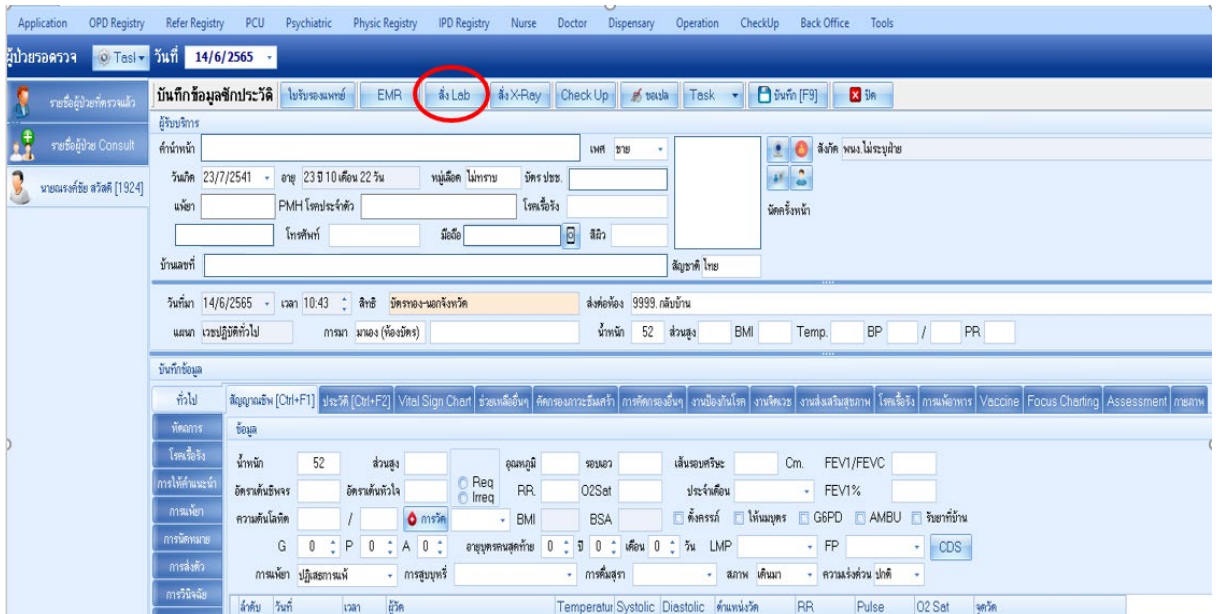 Application OPD Registry Refer Registry PCU Psychiatric Physic Registry IPD Registry Nurse Doctor Dispensary Operation CheckUp Back Office Tools
ผู้ป่วยรอตรวจ Tasl วันที่ 14/6/2565
รายชื่อผู้ป่วยที่ตรวจแล้ว บันทึกข้อมูลซักประวัติ ใบรับรองแพทย์ EMR สั่ง Lab สั่ง X-Ray Check Up ขอเปล Task บันทึก [F9] ปิด
ผู้รับบริการ
รายชื่อผู้ป่วย Consult คำนำหน้า เพศ ชาย สังกัด พนง.ไม่ระบุฝ่าย
นายณรงค์ชัย สวัสดี [1924] วันเกิด 23/7/2541 อายุ 23 ปี 10 เดือน 22 วัน หมู่เลือด ไม่ทราบ บัตร ปชช.
แพ้ยา PMH โรคประจำตัว โรคเรื้อรัง นัดครั้งหน้า
โทรศัพท์ มือถือ สีผิว
บ้านเลขที่ สัญชาติ ไทย
วันที่มา 14/6/2565 เวลา 10:43 สิทธิ บัตรทอง-นอกจังหวัด ส่งต่อห้อง 9999. กลับบ้าน
แผนก เวชปฏิบัติทั่วไป การมา มาเอง (ห้องบัตร) น้ำหนัก 52 ส่วนสูง BMI Temp. BP / PR
บันทึกข้อมูล
ทั่วไป สัญญาณชีพ [Ctrl+F1] ประวัติ [Ctrl+F2] Vital Sign Chart ช่วยเหลืออื่นๆ คัดกรองภาวะซึมเศร้า การคัดกรองอื่นๆ งานป้องกันโรค งานจิตเวช งานส่งเสริมสุขภาพ โรคเรื้อรัง การแพ้อาหาร Vaccine Focus Charting Assessment กายภาพ
หัตถการ ข้อมูล
โรคเรื้อรัง น้ำหนัก 52 ส่วนสูง อุณหภูมิ รอบเอว เส้นรอบศรีษะ Cm. FEV1/FEVC
การให้คำแนะนำ อัตราเต้นชีพจร อัตราเต้นหัวใจ Req Irreq RR. O2Sat ประจำเดือน FEV1%
การแพ้ยา ความดันโลหิต / การวัด BMI BSA ตั้งครรภ์ ให้นมบุตร G6PD AMBU รับยาที่บ้าน
การนัดหมาย G 0 P 0 A 0 อายุบุตรคนสุดท้าย 0 ปี 0 เดือน 0 วัน LMP FP CDS
การส่งตัว การแพ้ยา ปฏิเสธการแพ้ การสูบบุหรี่ การดื่มสุรา สภาพ เดินมา ความเร่งด่วน ปกติ
การวินิจฉัย ลำดับ วันที่ เวลา ผู้วัด Temperatur Systolic Diastolic ตำแหน่งวัด RR Pulse O2 Sat จุดวัด